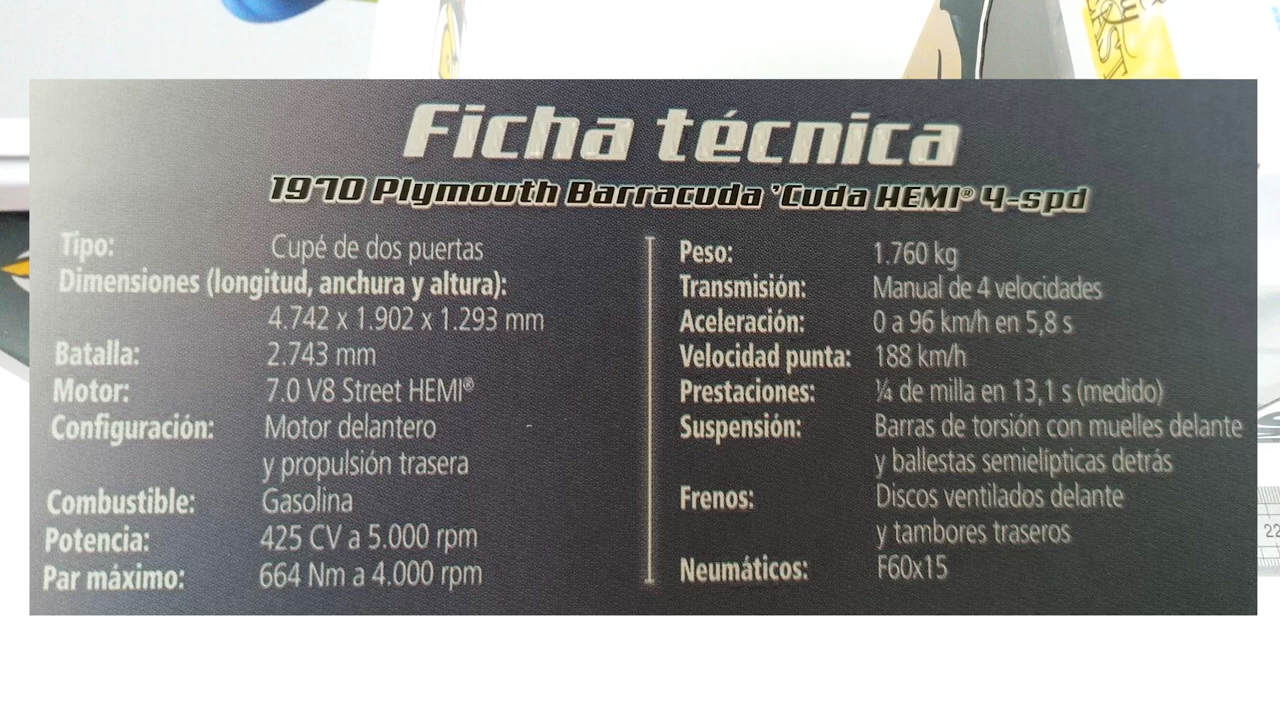 Ficha técnica
1970 Plymouth Barracuda 'Cuda HEMI® 4-spd
Tipo: Cupé de dos puertas
Dimensiones (longitud, anchura y altura):
4.742 x 1.902 x 1.293 mm
Batalla: 2.743 mm
Motor: 7.0 V8 Street HEMI®
Configuración: Motor delantero
y propulsión trasera
Combustible: Gasolina
Potencia: 425 CV a 5.000 rpm
Par máximo: 664 Nm a 4.000 rpm
Peso: 1.760 kg
Transmisión: Manual de 4 velocidades
Aceleración: 0 a 96 km/h en 5,8 s
Velocidad punta: 188 km/h
Prestaciones: ¼ de milla en 13,1 s (medido)
Suspensión: Barras de torsión con muelles delante
y ballestas semielípticas detrás
Frenos: Discos ventilados delante
y tambores traseros
Neumáticos: F60x15
22